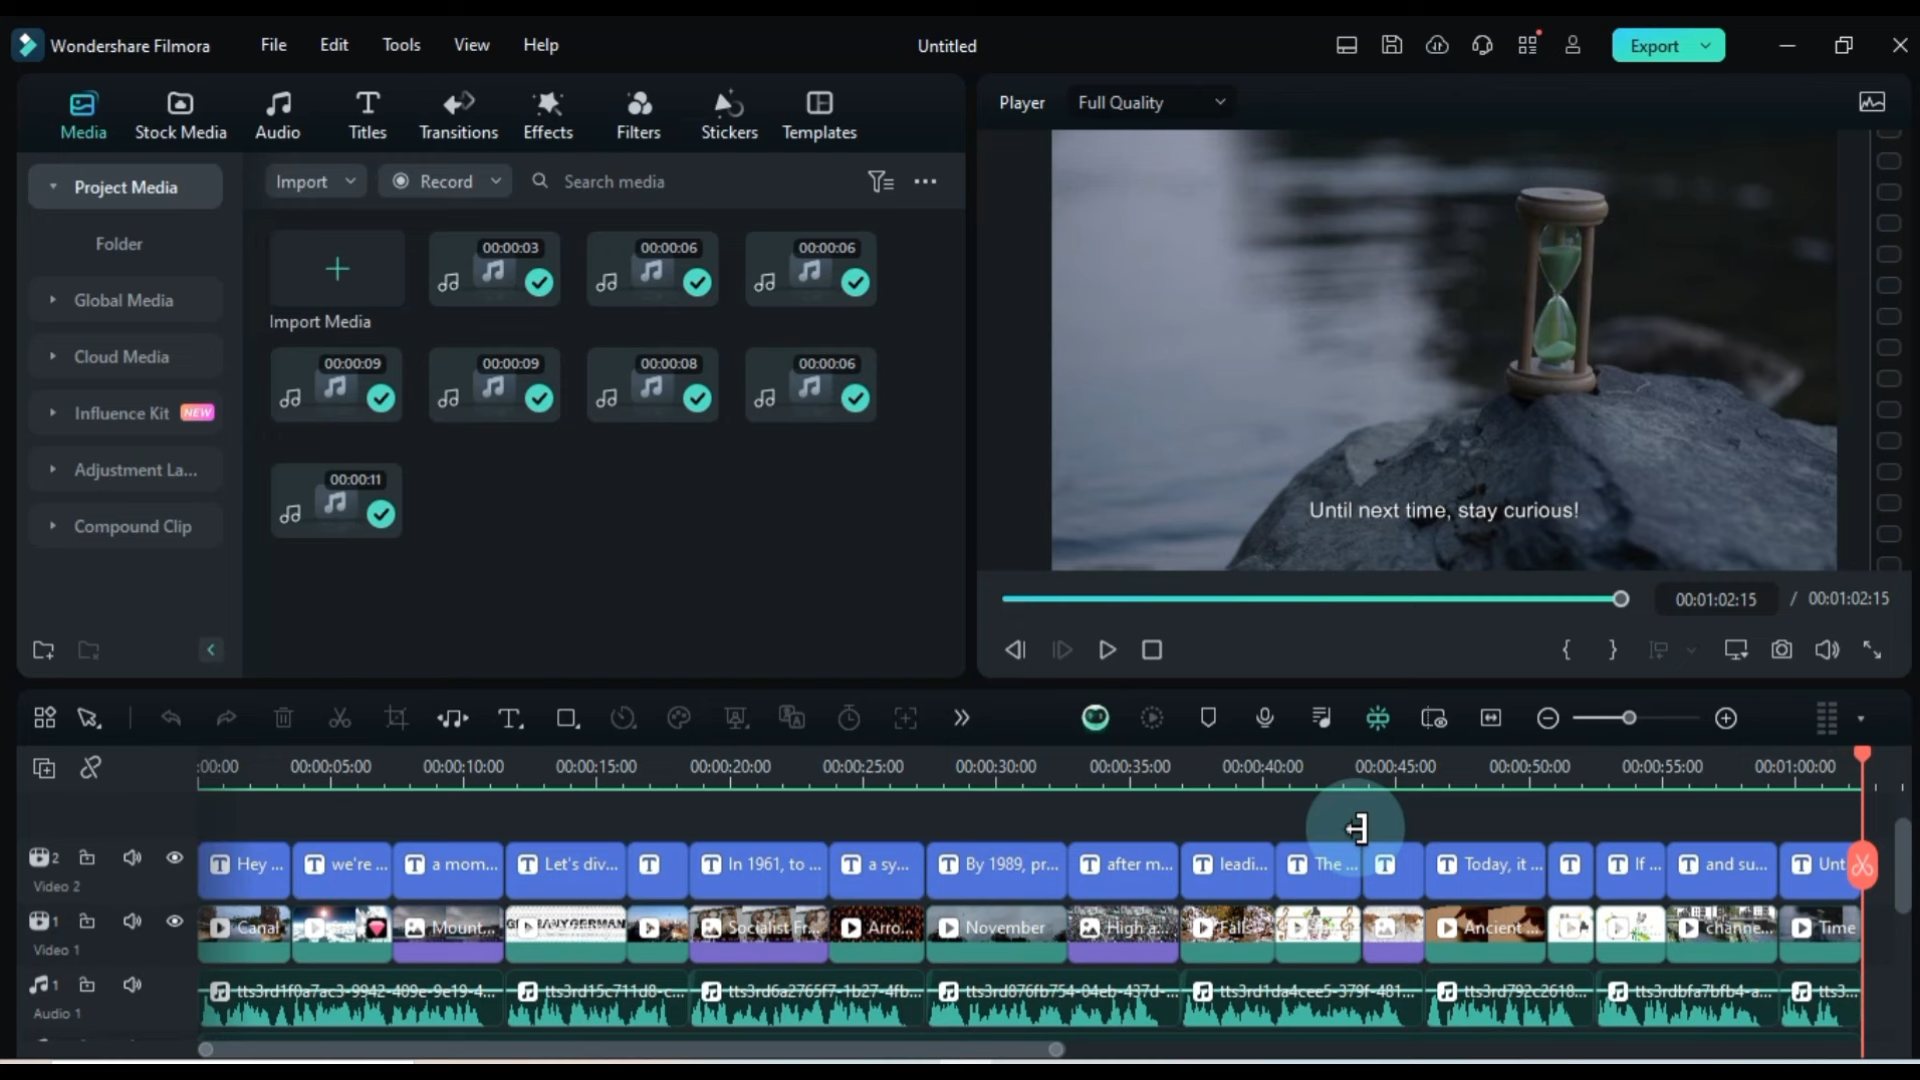 Wondershare Filmora
File
Edit
Tools
View
Help
Untitled
Export
Media
Stock Media
Audio
Titles
Transitions
Effects
Filters
Stickers
Templates
Player
Full Quality
Project Media
Import
Record
Search media
Folder
Global Media
Cloud Media
Influence Kit NEW
Adjustment La...
Compound Clip
00:00:03
00:00:06
00:00:06
Import Media
00:00:09
00:00:09
00:00:08
00:00:06
00:00:11
Until next time, stay curious!
00:01:02:15 / 00:01:02:15
:00:00
00:00:05:00
00:00:10:00
00:00:15:00
00:00:20:00
00:00:25:00
00:00:30:00
00:00:35:00
00:00:40:00
00:00:45:00
00:00:50:00
00:00:55:00
00:01:00:00
2
Video 2
Hey ...
we're ...
a mom...
Let's div...
In 1961, to ...
a sy...
By 1989, pr...
after m...
leadi...
The ...
Today, it ...
If ...
and su...
Unt
1
Video 1
Canal
Mount...
Socialist Fr...
Arro...
November
High a...
Falls
Ancient ...
channe...
Time
1
Audio 1
tts3rd1f0a7ac3-9942-409e-9e19-4...
tts3rd15c711d8-c...
tts3rd6a2765f7-1b27-4fb...
tts3rd876fb754-04eb-437d-...
tts3rd1da4cee5-379f-481...
tts3rd792c2618...
tts3rdbfa7bfb4-a...
tts3...